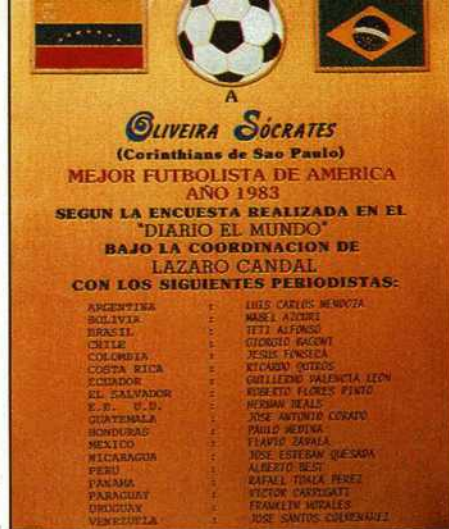 A
OLIVEIRA SÓCRATES
(Corinthians de Sao Paulo)
MEJOR FUTBOLISTA DE AMERICA
AÑO 1983
SEGUN LA ENCUESTA REALIZADA EN EL
"DIARIO EL MUNDO"
BAJO LA COORDINACION DE
LAZARO CANDAL
CON LOS SIGUIENTES PERIODISTAS:
ARGENTINA : LUIS CARLOS MENDOZA
BOLIVIA : MABEL AZCUI
BRASIL : TETI ALFONSO
CHILE : GIORGIO BAGONI
COLOMBIA : JESUS FONSECA
COSTA RICA : RICARDO QUIROS
ECUADOR : GUILLERMO VALENCIA LEON
EL SALVADOR : ROBERTO FLORES PINTO
E.E. U.U. : HERNAN BEALS
GUATEMALA : JOSE ANTONIO CORADO
HONDURAS : PAULO MEDINA
MEXICO : FLAVIO ZAVALA
NICARAGUA : JOSE ESTEBAN QUESADA
PERU : ALBERTO BEST
PANAMA : RAFAEL TUALA PEREZ
PARAGUAY : VICTOR CARRUGATI
URUGUAY : FRANKLIN MORALES
VENEZUELA : JOSE SANTOS COLMENAREZ